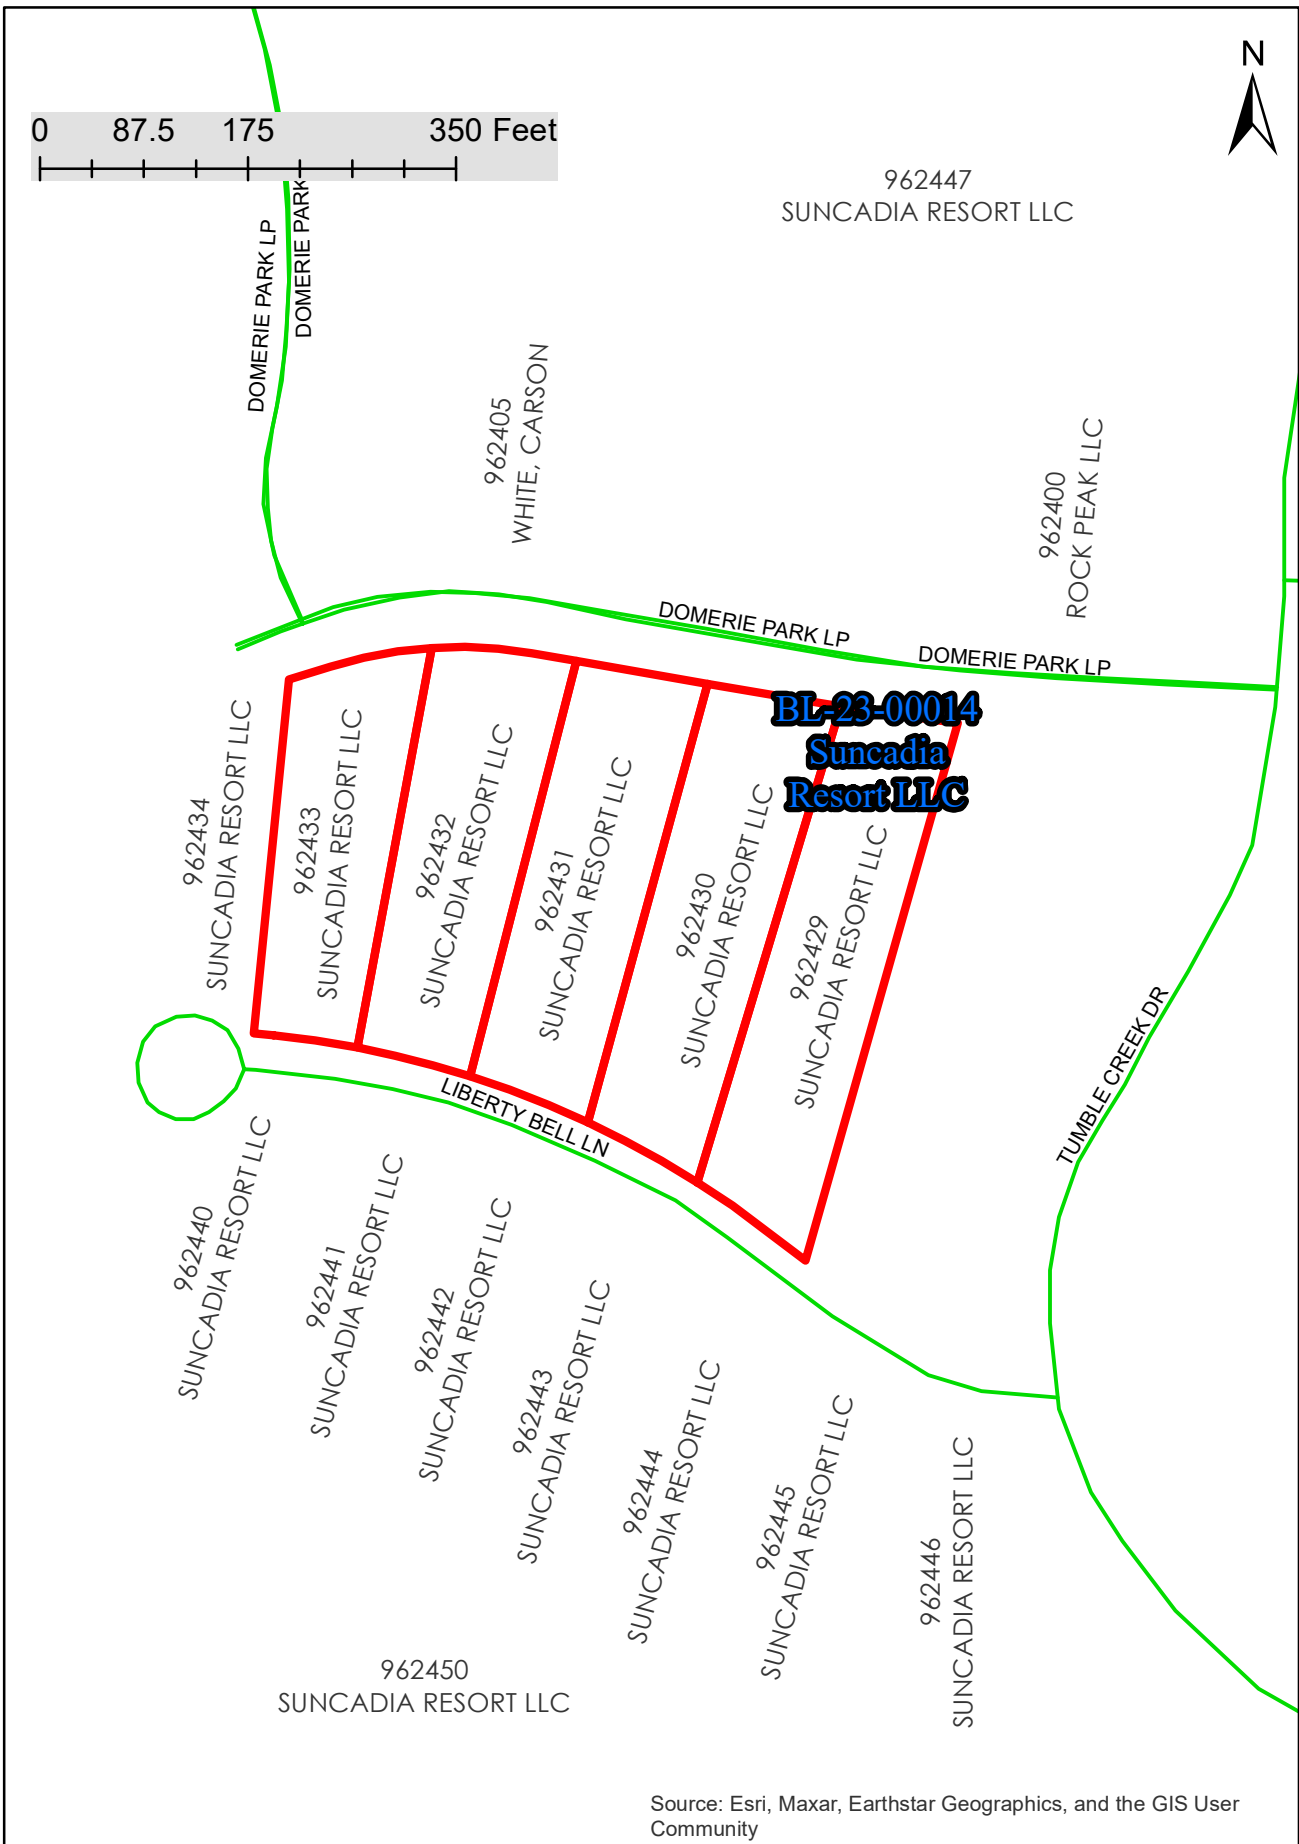 N
0 87.5 175 350 Feet
962447
SUNCADIA RESORT LLC
DOMERIE PARK LP
DOMERIE PARK
962405
WHITE, CARSON
962400
ROCK PEAK LLC
DOMERIE PARK LP
DOMERIE PARK LP
BL-23-00014
Suncadia
Resort LLC
962434
SUNCADIA RESORT LLC
962433
SUNCADIA RESORT LLC
962432
SUNCADIA RESORT LLC
962431
SUNCADIA RESORT LLC
962430
SUNCADIA RESORT LLC
962429
SUNCADIA RESORT LLC
TUMBLE CREEK DR
LIBERTY BELL LN
962440
SUNCADIA RESORT LLC
962441
SUNCADIA RESORT LLC
962442
SUNCADIA RESORT LLC
962443
SUNCADIA RESORT LLC
962444
SUNCADIA RESORT LLC
962445
SUNCADIA RESORT LLC
962446
SUNCADIA RESORT LLC
962450
SUNCADIA RESORT LLC
Source: Esri, Maxar, Earthstar Geographics, and the GIS User
Community